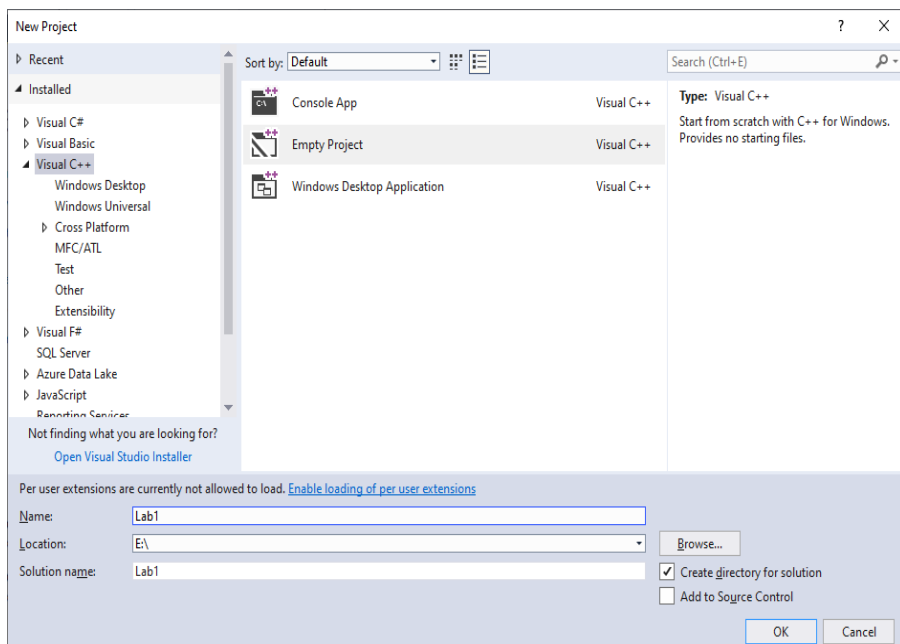 New Project
?
Recent
Installed
Visual C#
Visual Basic
Visual C++
Windows Desktop
Windows Universal
Cross Platform
MFC/ATL
Test
Other
Extensibility
Visual F#
SQL Server
Azure Data Lake
JavaScript
Reporting Services
Not finding what you are looking for?
Open Visual Studio Installer
Sort by: Default
Console App Visual C++
Empty Project Visual C++
Windows Desktop Application Visual C++
Search (Ctrl+E)
Type: Visual C++
Start from scratch with C++ for Windows.
Provides no starting files.
Per user extensions are currently not allowed to load. Enable loading of per user extensions
Name: Lab1
Location: E:\ Browse...
Solution name: Lab1
Create directory for solution
Add to Source Control
OK Cancel